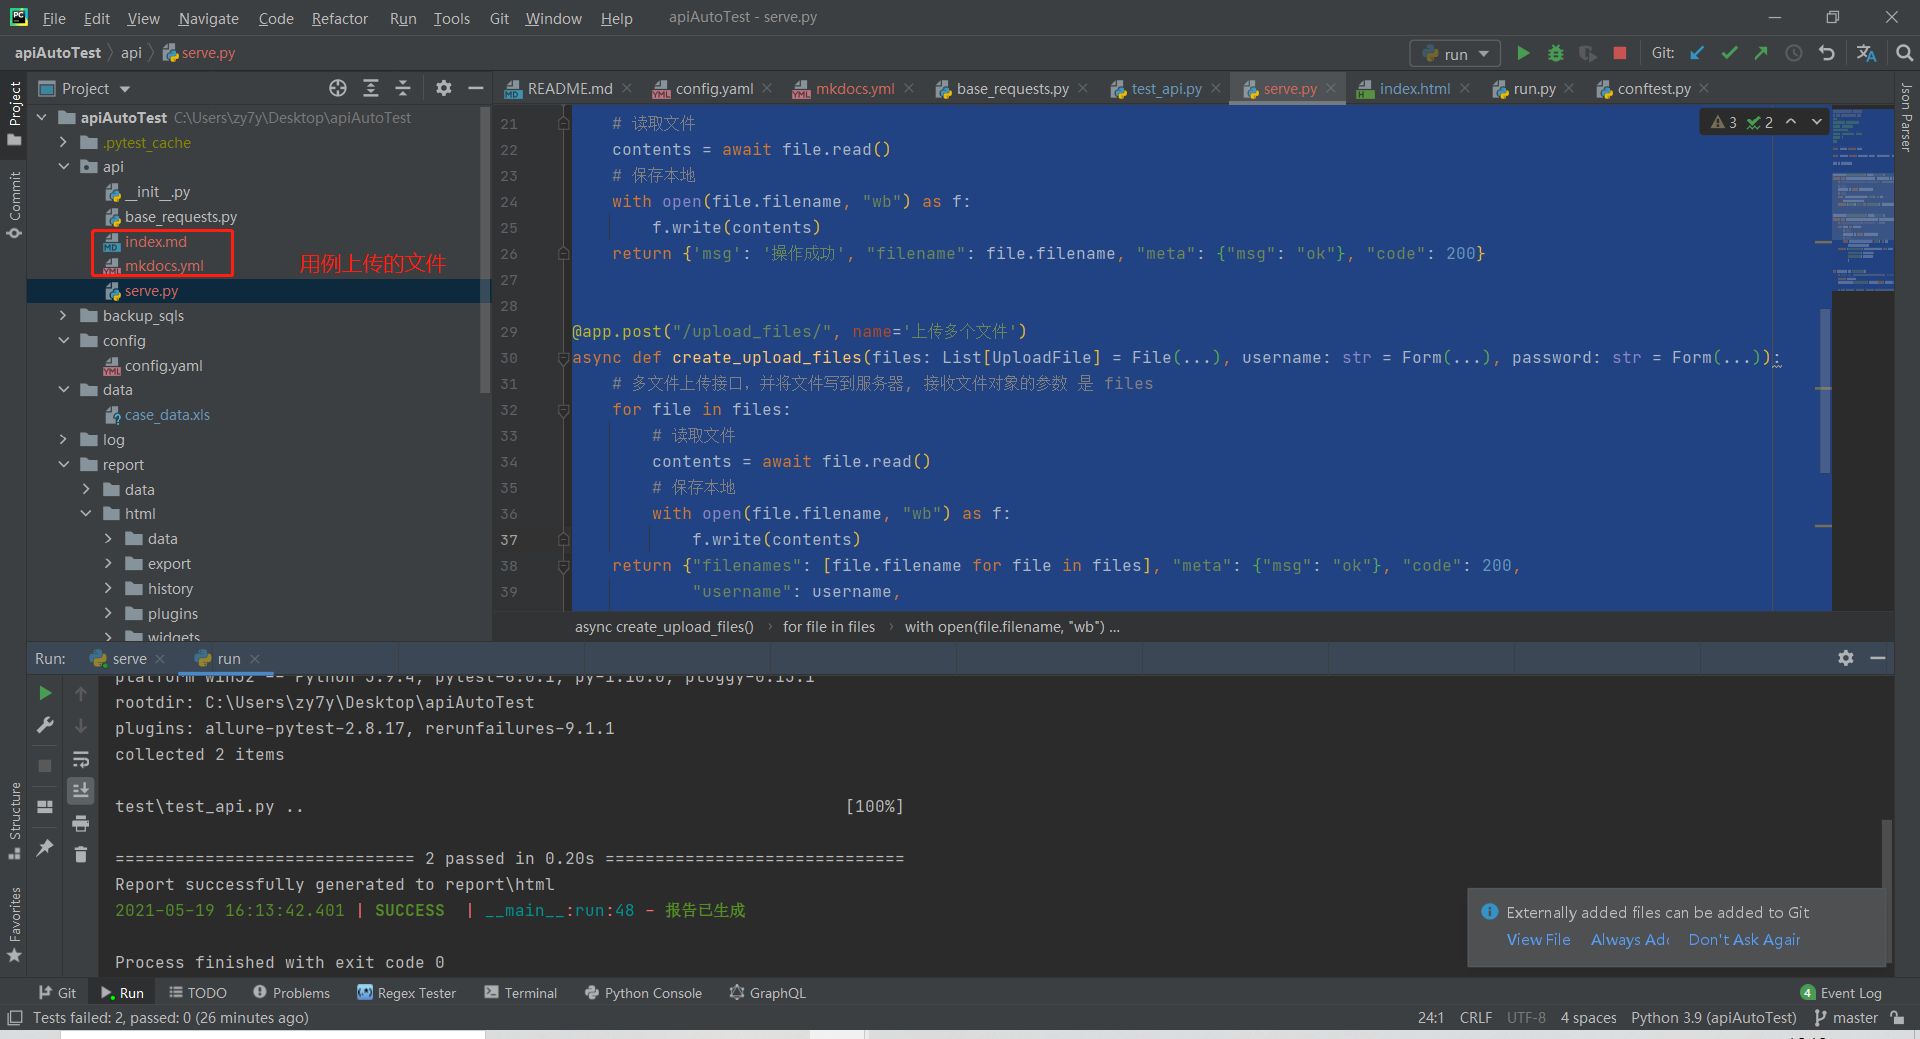 File Edit View Navigate Code Refactor Run Tools Git Window Help apiAutoTest - serve.py
apiAutoTest api serve.py run Git:
Project README.md config.yaml mkdocs.yml base_requests.py test_api.py serve.py index.html run.py conftest.py
Project
Commit
Structure
Favorites
Json Parser
apiAutoTest C:\Users\zy7y\Desktop\apiAutoTest
.pytest_cache
api
__init__.py
base_requests.py
index.md
mkdocs.yml
用例上传的文件
serve.py
backup_sqls
config
config.yaml
data
case_data.xls
log
report
data
html
data
export
history
plugins
widgets
3 2
21 # 读取文件
22 contents = await file.read()
23 # 保存本地
24 with open(file.filename, "wb") as f:
25 f.write(contents)
26 return {'msg': '操作成功', "filename": file.filename, "meta": {"msg": "ok"}, "code": 200}
27
28
29 @app.post("/upload_files/", name='上传多个文件')
30 async def create_upload_files(files: List[UploadFile] = File(...), username: str = Form(...), password: str = Form(...)):
31 # 多文件上传接口，并将文件写到服务器, 接收文件对象的参数 是 files
32 for file in files:
33 # 读取文件
34 contents = await file.read()
35 # 保存本地
36 with open(file.filename, "wb") as f:
37 f.write(contents)
38 return {"filenames": [file.filename for file in files], "meta": {"msg": "ok"}, "code": 200,
39 "username": username,
async create_upload_files() › for file in files › with open(file.filename, "wb") ...
Run: serve run
platform win32 -- Python 3.9.4, pytest-6.0.1, py-1.10.0, pluggy-0.13.1
rootdir: C:\Users\zy7y\Desktop\apiAutoTest
plugins: allure-pytest-2.8.17, rerunfailures-9.1.1
collected 2 items
test\test_api.py .. [100%]
============================== 2 passed in 0.20s ==============================
Report successfully generated to report\html
2021-05-19 16:13:42.401 | SUCCESS | __main__:run:48 - 报告已生成
Process finished with exit code 0
Externally added files can be added to Git
View File Always Ad Don't Ask Agair
Git Run TODO Problems Regex Tester Terminal Python Console GraphQL 4 Event Log
Tests failed: 2, passed: 0 (26 minutes ago) 24:1 CRLF UTF-8 4 spaces Python 3.9 (apiAutoTest) master